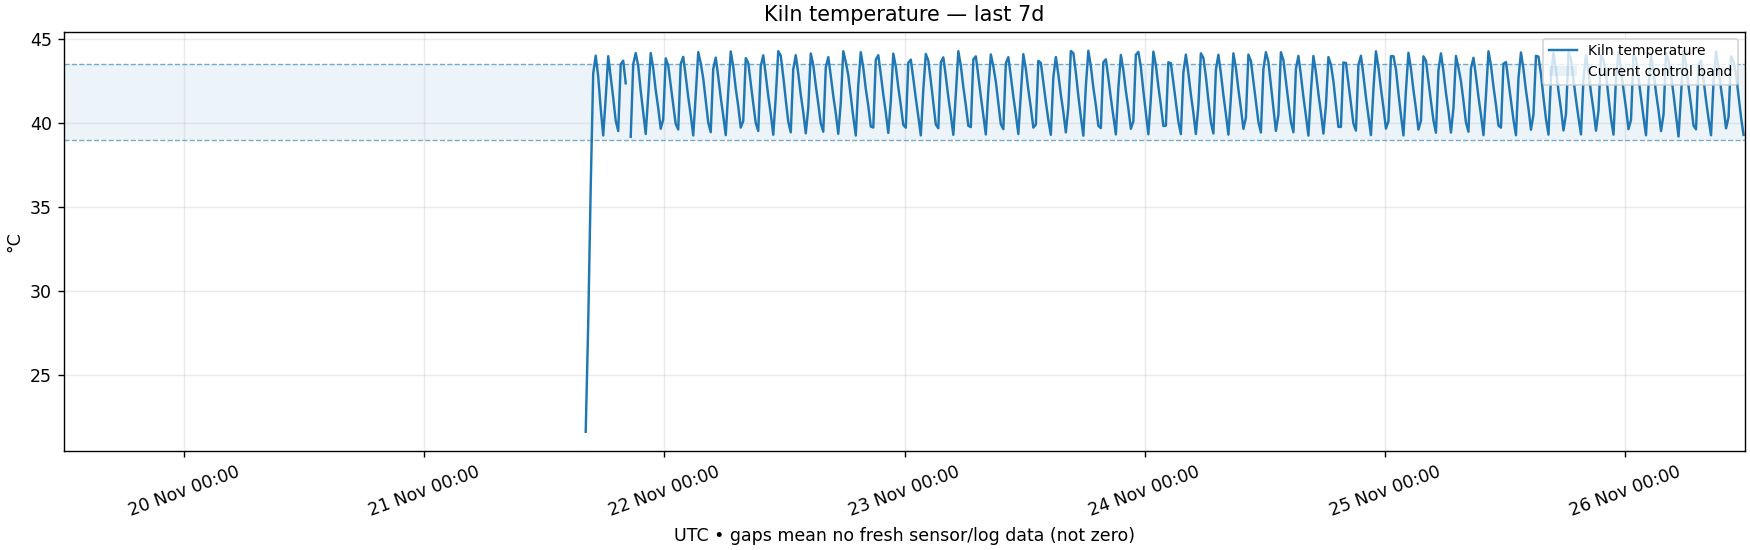 Kiln temperature — last 7d
Kiln temperature
Current control band
45
40
35
30
25
°C
20 Nov 00:00
21 Nov 00:00
22 Nov 00:00
23 Nov 00:00
24 Nov 00:00
25 Nov 00:00
26 Nov 00:00
UTC • gaps mean no fresh sensor/log data (not zero)